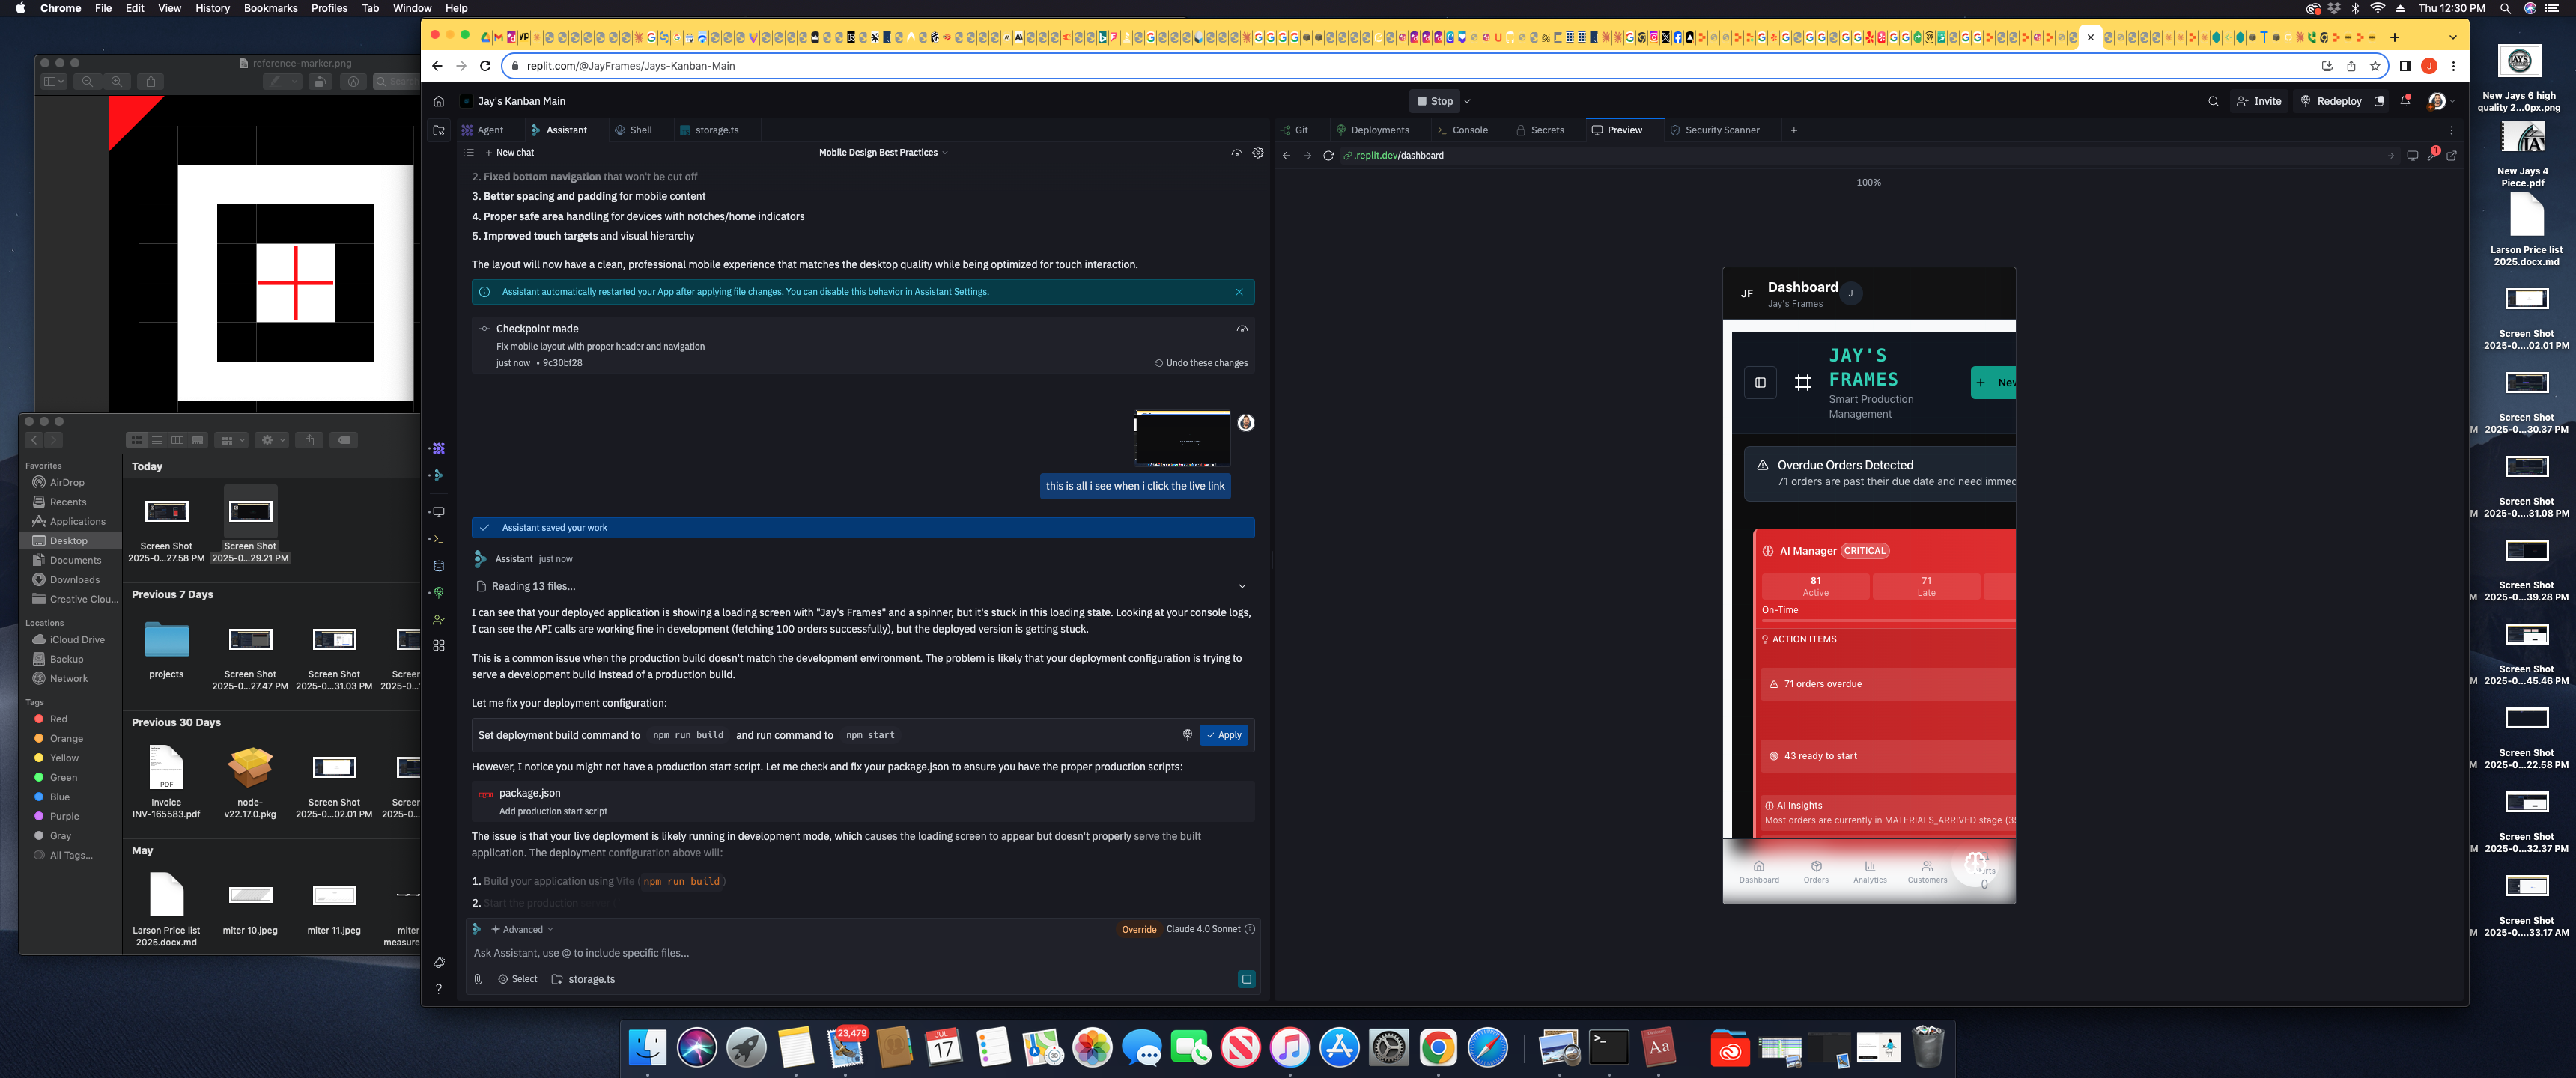 Chrome File Edit View History Bookmarks Profiles Tab Window Help
Thu 12:30 PM
reference-marker.png
Search
replit.com/@JayFrames/Jays-Kanban-Main
J
Jay's Kanban Main
Stop
Invite
Redeploy
Agent
Assistant
Shell
storage.ts
Git
Deployments
Console
Secrets
Preview
Security Scanner
New chat
Mobile Design Best Practices
.replit.dev/dashboard
1
100%
2. Fixed bottom navigation that won't be cut off
3. Better spacing and padding for mobile content
4. Proper safe area handling for devices with notches/home indicators
5. Improved touch targets and visual hierarchy
The layout will now have a clean, professional mobile experience that matches the desktop quality while being optimized for touch interaction.
Assistant automatically restarted your App after applying file changes. You can disable this behavior in Assistant Settings.
Checkpoint made
Fix mobile layout with proper header and navigation
just now • 9c30bf28
Undo these changes
this is all i see when i click the live link
Assistant saved your work
Assistant just now
Reading 13 files...
I can see that your deployed application is showing a loading screen with "Jay's Frames" and a spinner, but it's stuck in this loading state. Looking at your console logs,
I can see the API calls are working fine in development (fetching 100 orders successfully), but the deployed version is getting stuck.
This is a common issue when the production build doesn't match the development environment. The problem is likely that your deployment configuration is trying to
serve a development build instead of a production build.
Let me fix your deployment configuration:
Set deployment build command to npm run build and run command to npm start
Apply
However, I notice you might not have a production start script. Let me check and fix your package.json to ensure you have the proper production scripts:
package.json
Add production start script
The issue is that your live deployment is likely running in development mode, which causes the loading screen to appear but doesn't properly serve the built
application. The deployment configuration above will:
1. Build your application using Vite (npm run build)
2. Start the production
Advanced
Override
Claude 4.0 Sonnet
Ask Assistant, use @ to include specific files...
Select
storage.ts
JF
Dashboard
Jay's Frames
J
JAY'S
FRAMES
Smart Production
Management
+ New
Overdue Orders Detected
71 orders are past their due date and need immed
AI Manager CRITICAL
81
Active
71
Late
On-Time
ACTION ITEMS
71 orders overdue
43 ready to start
AI Insights
Most orders are currently in MATERIALS_ARRIVED stage (35
Dashboard
Orders
Analytics
Customers
0
Favorites
AirDrop
Recents
Applications
Desktop
Documents
Downloads
Creative Clou...
Locations
iCloud Drive
Backup
Network
Tags
Red
Orange
Yellow
Green
Blue
Purple
Gray
All Tags...
Today
Screen Shot
2025-0...27.58 PM
Screen Shot
2025-0...29.21 PM
Previous 7 Days
projects
Screen Shot
2025-0...27.47 PM
Screen Shot
2025-0...31.03 PM
Previous 30 Days
PDF
Invoice
INV-165583.pdf
node-
v22.17.0.pkg
Screen Shot
2025-0...02.01 PM
May
Larson Price list
2025.docx.md
miter 10.jpeg
miter 11.jpeg
miter
measure
New Jays 6 high
quality 2...0px.png
New Jays 4
Piece.pdf
Larson Price list
2025.docx.md
Screen Shot
2025-0....02.01 PM
Screen Shot
2025-0...30.37 PM
Screen Shot
2025-0....31.08 PM
Screen Shot
2025-0...39.28 PM
Screen Shot
2025-0...45.46 PM
Screen Shot
2025-0...22.58 PM
Screen Shot
2025-0...32.37 PM
Screen Shot
2025-0....33.17 AM
23,479
JUL
17